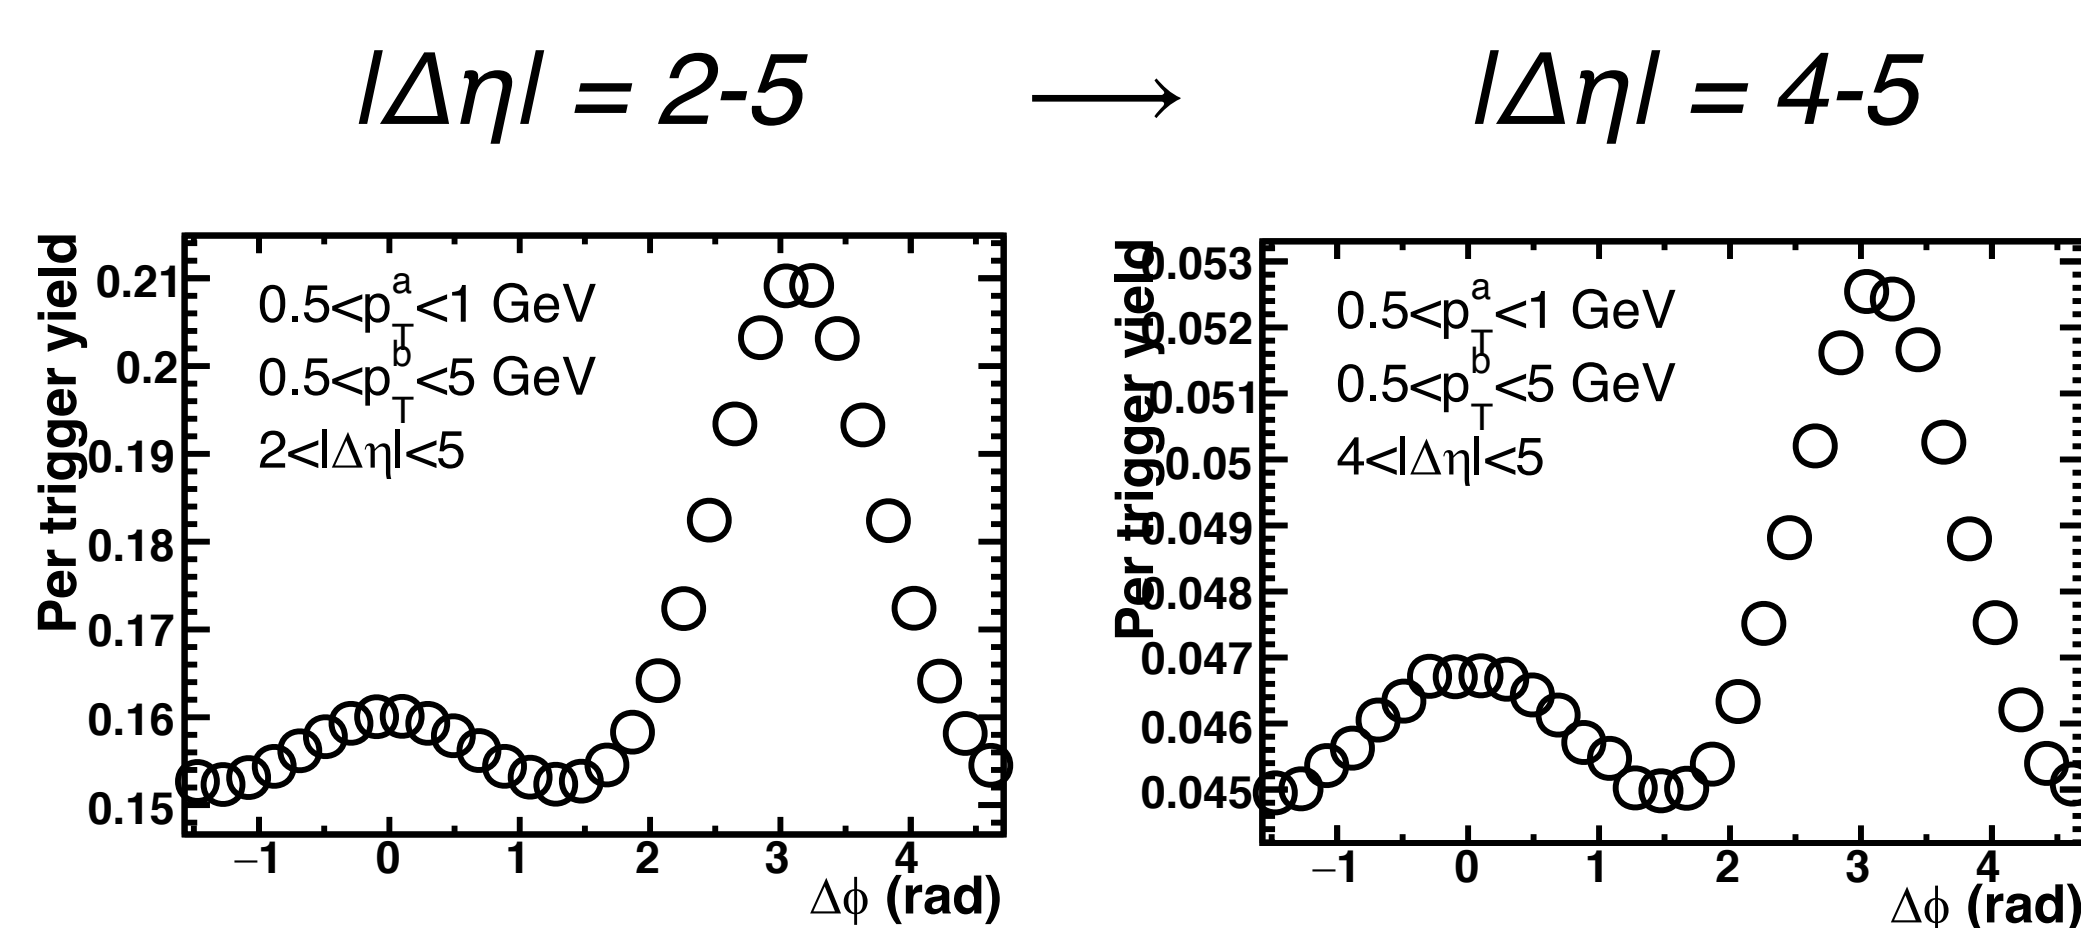 |Δη| = 2-5 ⟶ |Δη| = 4-5
Per trigger yield
0.21
0.2
0.19
0.18
0.17
0.16
0.15
0.5<p_T^a<1 GeV
0.5<p_T^b<5 GeV
2<|Δη|<5
−1 0 1 2 3 4
Δϕ (rad)
Per trigger yield
0.053
0.052
0.051
0.05
0.049
0.048
0.047
0.046
0.045
0.5<p_T^a<1 GeV
0.5<p_T^b<5 GeV
4<|Δη|<5
−1 0 1 2 3 4
Δϕ (rad)